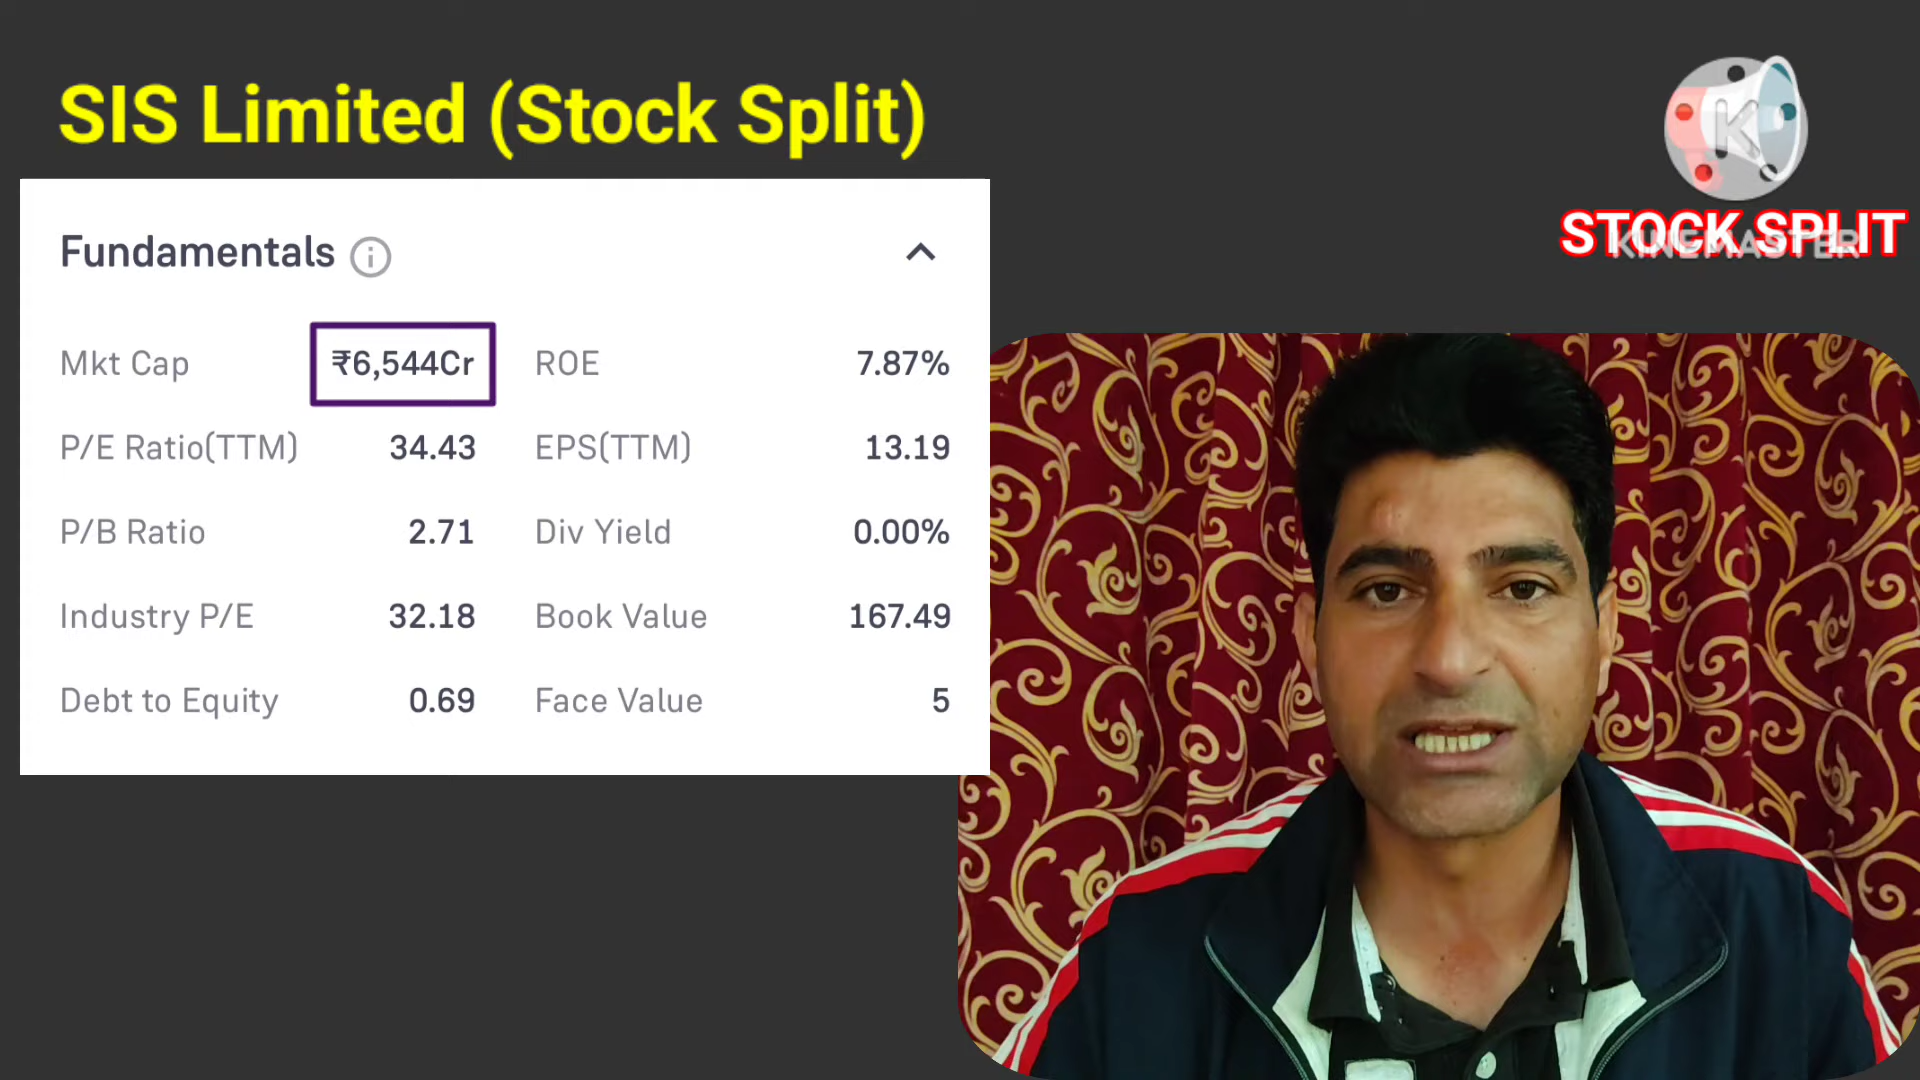 SIS Limited (Stock Split)
K
STOCK SPLIT
KINEMASTER
Fundamentals i
Mkt Cap ₹6,544Cr ROE 7.87%
P/E Ratio(TTM) 34.43 EPS(TTM) 13.19
P/B Ratio 2.71 Div Yield 0.00%
Industry P/E 32.18 Book Value 167.49
Debt to Equity 0.69 Face Value 5